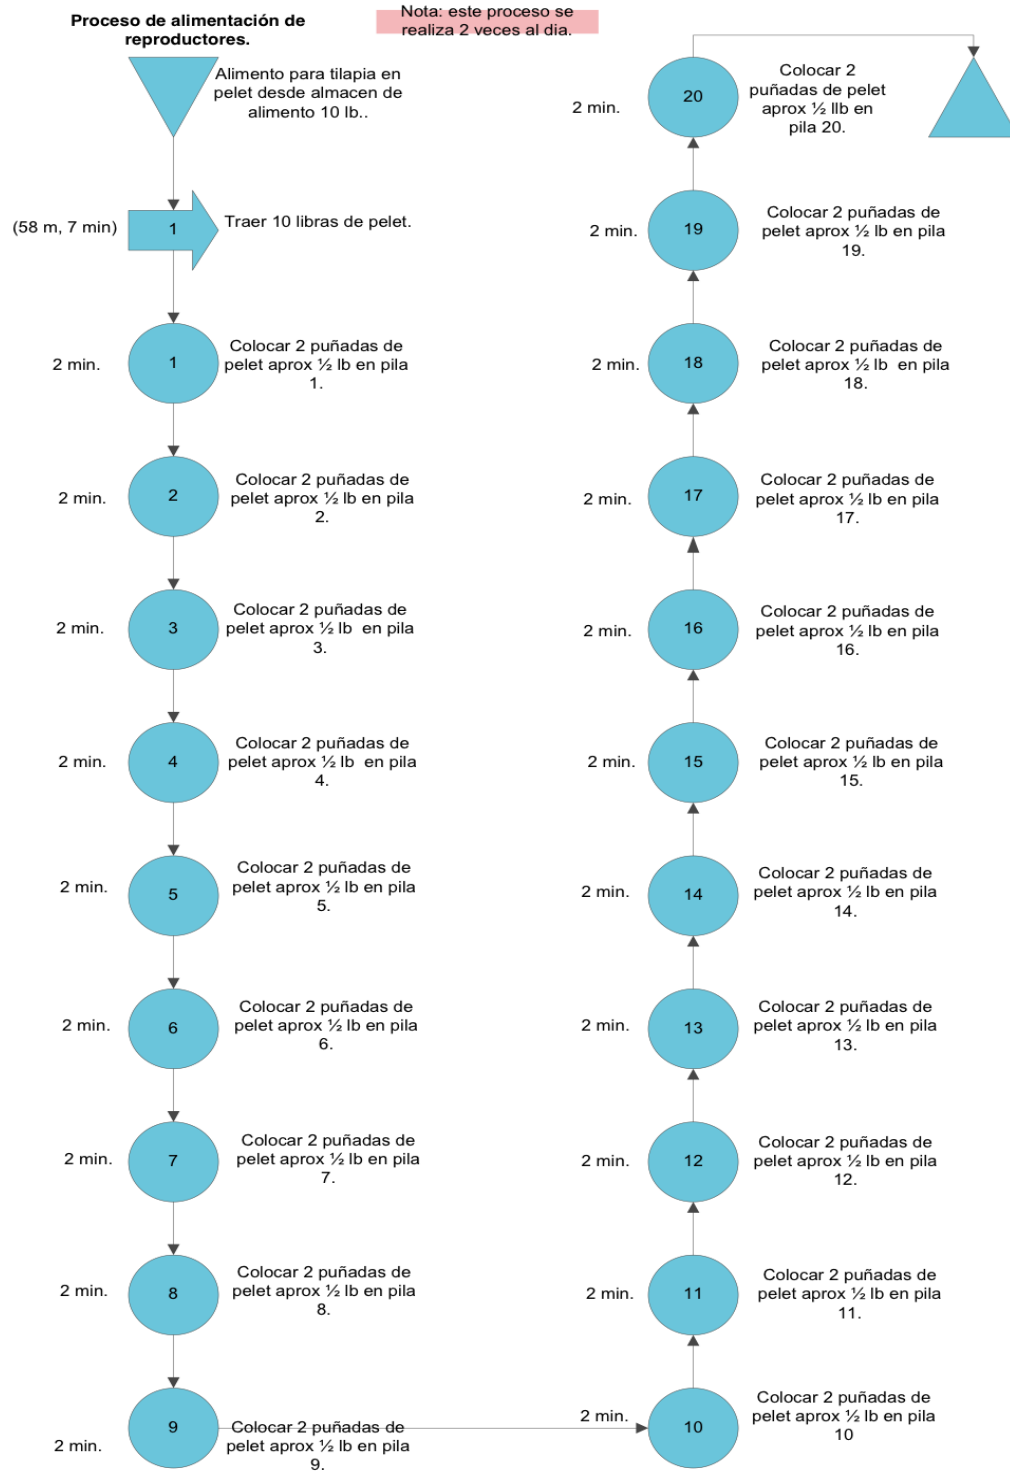 Proceso de alimentación de
reproductores.
Nota: este proceso se
realiza 2 veces al dia.
Alimento para tilapia en
pelet desde almacen de
alimento 10 lb..
(58 m, 7 min)
1
Traer 10 libras de pelet.
2 min.
1
Colocar 2 puñadas de
pelet aprox ½ lb en pila
1.
2 min.
2
Colocar 2 puñadas de
pelet aprox ½ lb en pila
2.
2 min.
3
Colocar 2 puñadas de
pelet aprox ½ lb  en pila
3.
2 min.
4
Colocar 2 puñadas de
pelet aprox ½ lb  en pila
4.
2 min.
5
Colocar 2 puñadas de
pelet aprox ½ lb en pila
5.
2 min.
6
Colocar 2 puñadas de
pelet aprox ½ lb en pila
6.
2 min.
7
Colocar 2 puñadas de
pelet aprox ½ lb en pila
7.
2 min.
8
Colocar 2 puñadas de
pelet aprox ½ lb en pila
8.
2 min.
9
Colocar 2 puñadas de
pelet aprox ½ lb en pila
9.
2 min.
10
Colocar 2 puñadas de
pelet aprox ½ lb en pila
10
2 min.
11
Colocar 2 puñadas de
pelet aprox ½ lb en pila
11.
2 min.
12
Colocar 2 puñadas de
pelet aprox ½ lb en pila
12.
2 min.
13
Colocar 2 puñadas de
pelet aprox ½ lb en pila
13.
2 min.
14
Colocar 2 puñadas de
pelet aprox ½ lb en pila
14.
2 min.
15
Colocar 2 puñadas de
pelet aprox ½ lb  en pila
15.
2 min.
16
Colocar 2 puñadas de
pelet aprox ½ lb en pila
16.
2 min.
17
Colocar 2 puñadas de
pelet aprox ½ lb en pila
17.
2 min.
18
Colocar 2 puñadas de
pelet aprox ½ lb  en pila
18.
2 min.
19
Colocar 2 puñadas de
pelet aprox ½ lb en pila
19.
2 min.
20
Colocar 2
puñadas de pelet
aprox ½ llb en
pila 20.